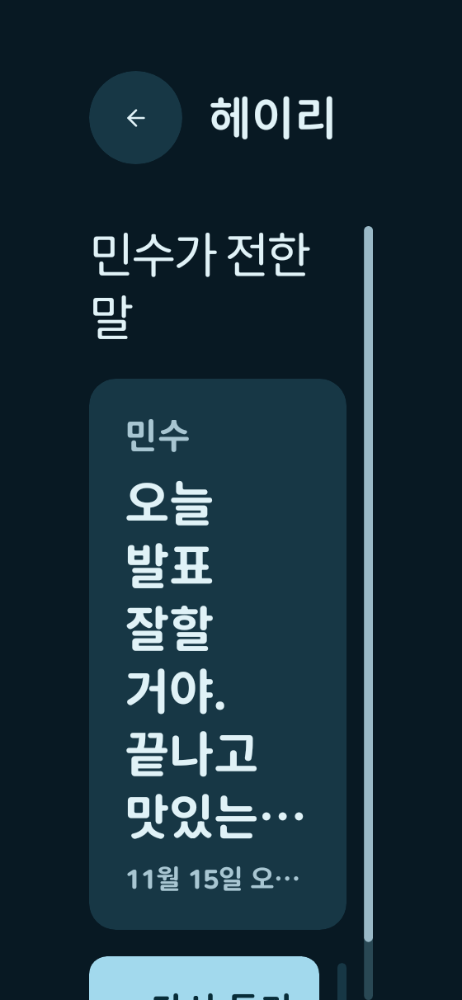 헤이리
민수가 전한
말
민수
오늘
발표
잘할
거야.
끝나고
맛있는…
11월 15일 오…